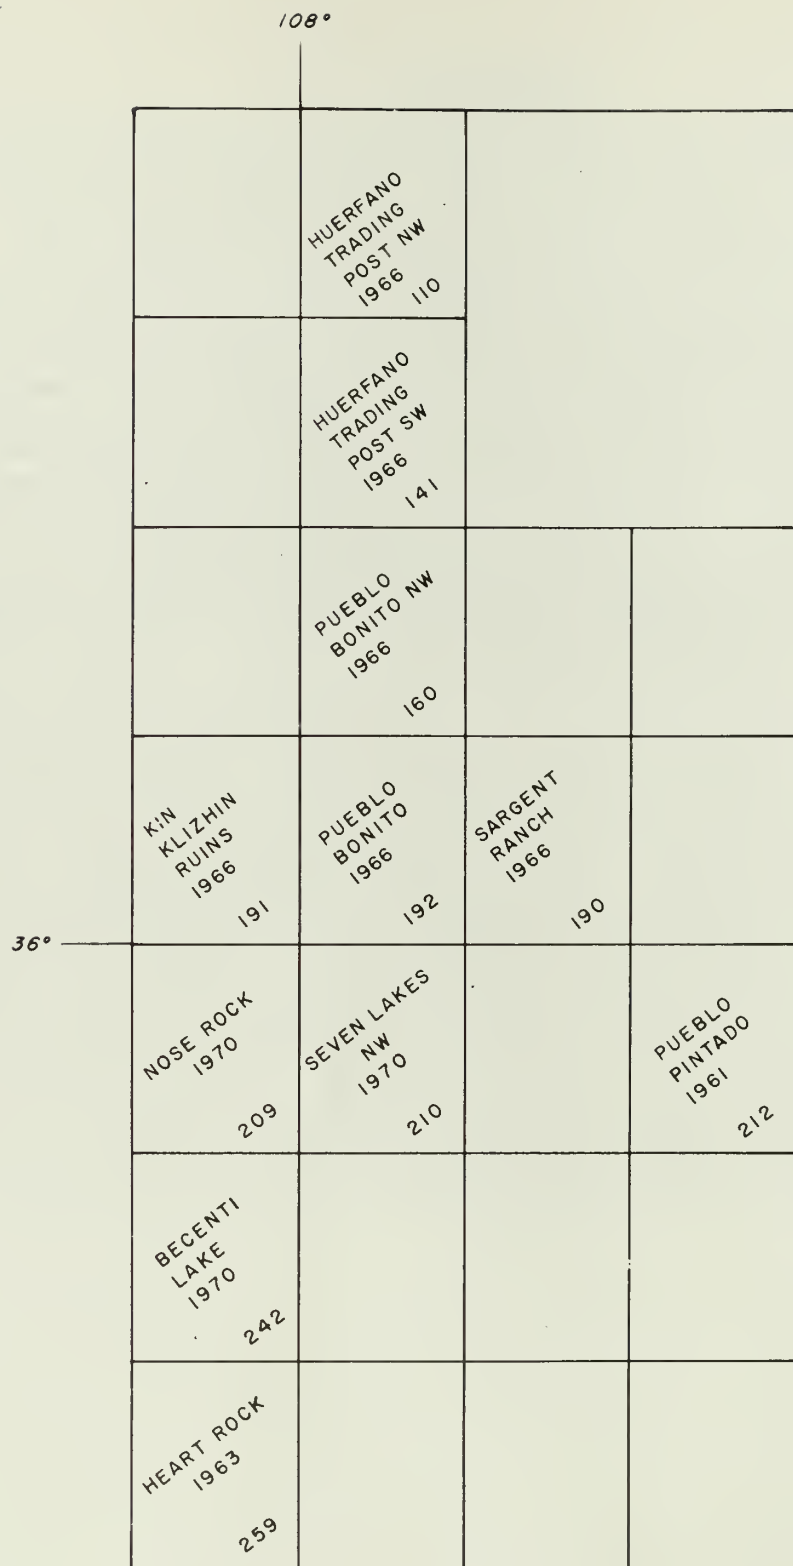 108°
HUERFANO
TRADING
POST NW
1966
110
HUERFANO
TRADING
POST SW
1966
141
PUEBLO
BONITO NW
1966
160
KIN
KLIZHIN
RUINS
1966
191
PUEBLO
BONITO
1966
192
SARGENT
RANCH
1966
190
36°
NOSE ROCK
1970
209
SEVEN LAKES
NW
1970
210
PUEBLO
PINTADO
1961
212
BECENTI
LAKE
1970
242
HEART ROCK
1963
259